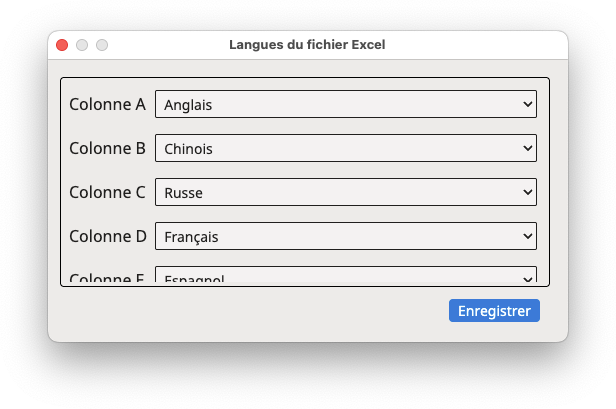 Langues du fichier Excel
Colonne A Anglais
Colonne B Chinois
Colonne C Russe
Colonne D Français
Colonne E Espagnol
Enregistrer